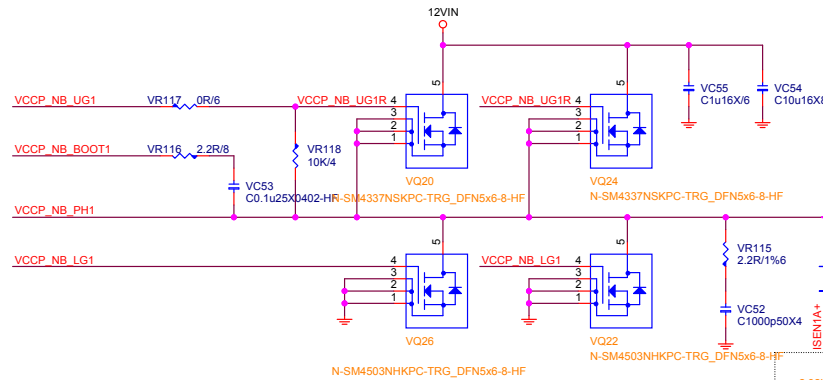 12VIN
5
5
VCCP_NB_UG1
VR117
0R/6
VCCP_NB_UG1R
4
3
2
1
VCCP_NB_UG1R
4
3
2
1
VC55
C1u16X/6
VC54
C10u16X8
VCCP_NB_BOOT1
VR116
2.2R/8
VR118
10K/4
VQ20
N-SM4337NSKPC-TRG_DFN5x6-8-HF
VQ24
N-SM4337NSKPC-TRG_DFN5x6-8-HF
VC53
C0.1u25X0402-HF
VCCP_NB_PH1
5
5
VCCP_NB_LG1
4
3
2
1
VCCP_NB_LG1
4
3
2
1
VR115
2.2R/1%6
VC52
C1000p50X4
ISEN1A+
VQ26
N-SM4503NHKPC-TRG_DFN5x6-8-HF
VQ22
N-SM4503NHKPC-TRG_DFN5x6-8-HF